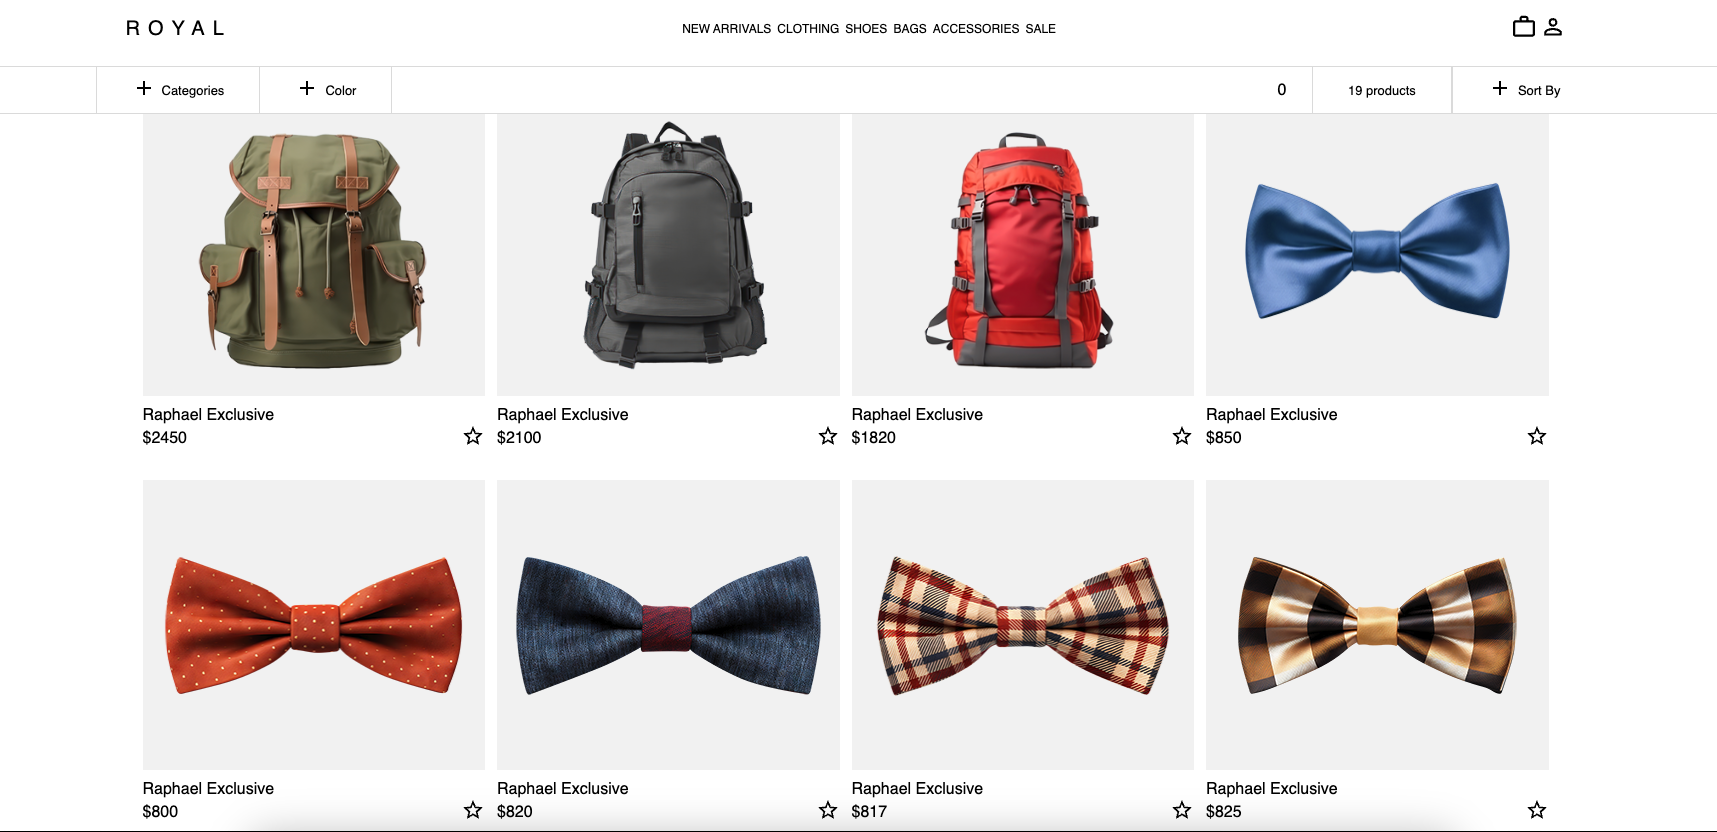 ROYAL
NEW ARRIVALS CLOTHING SHOES BAGS ACCESSORIES SALE
Categories
Color
0
19 products
Sort By
Raphael Exclusive
$2450
Raphael Exclusive
$2100
Raphael Exclusive
$1820
Raphael Exclusive
$850
Raphael Exclusive
$800
Raphael Exclusive
$820
Raphael Exclusive
$817
Raphael Exclusive
$825